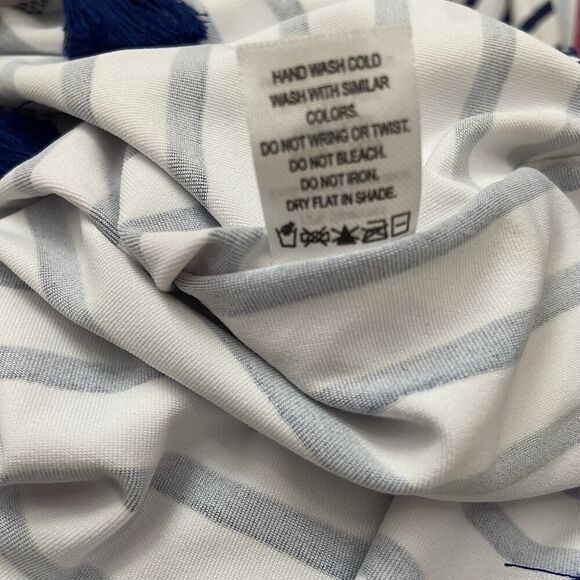 HAND WASH COLD
WASH WITH SIMILAR
COLORS.
DO NOT WRING OR TWIST.
DO NOT BLEACH.
DO NOT IRON.
DRY FLAT IN SHADE.